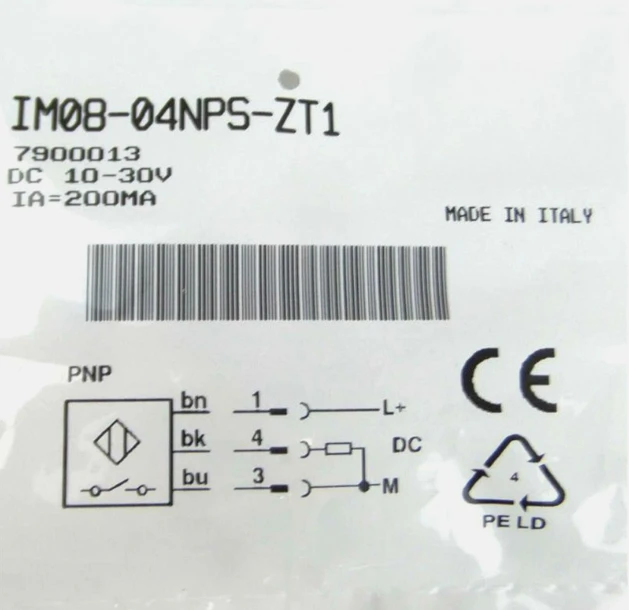 IM08-04NPS-ZT1
7900013
DC 10-30V
IA=200MA
MADE IN ITALY
PNP
CE
bn 1 L+
bk 4 DC
bu 3 M
4
PE LD